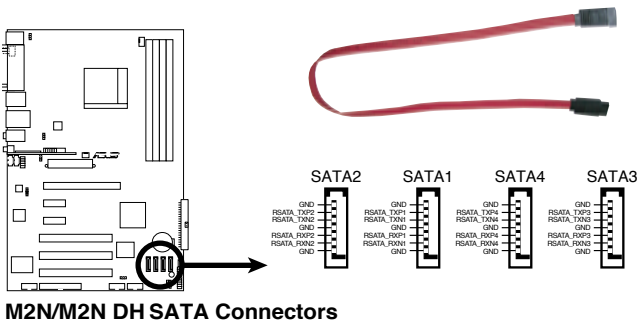 SATA2
GND
RSATA_TXP2
RSATA_TXN2
GND
RSATA_RXP2
RSATA_RXN2
GND
SATA1
GND
RSATA_TXP1
RSATA_TXN1
GND
RSATA_RXP1
RSATA_RXN1
GND
SATA4
GND
RSATA_TXP4
RSATA_TXN4
GND
RSATA_RXP4
RSATA_RXN4
GND
SATA3
GND
RSATA_TXP3
RSATA_TXN3
GND
RSATA_RXP3
RSATA_RXN3
GND
M2N/M2N DH SATA Connectors